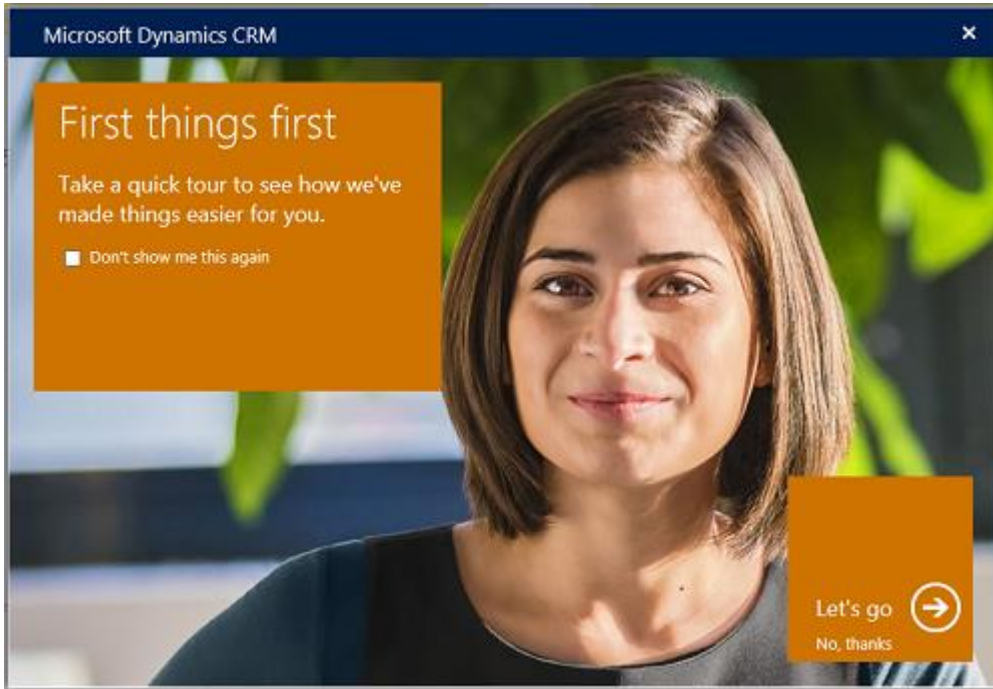 Microsoft Dynamics CRM
First things first
Take a quick tour to see how we've
made things easier for you.
Don't show me this again
Let's go
No, thanks